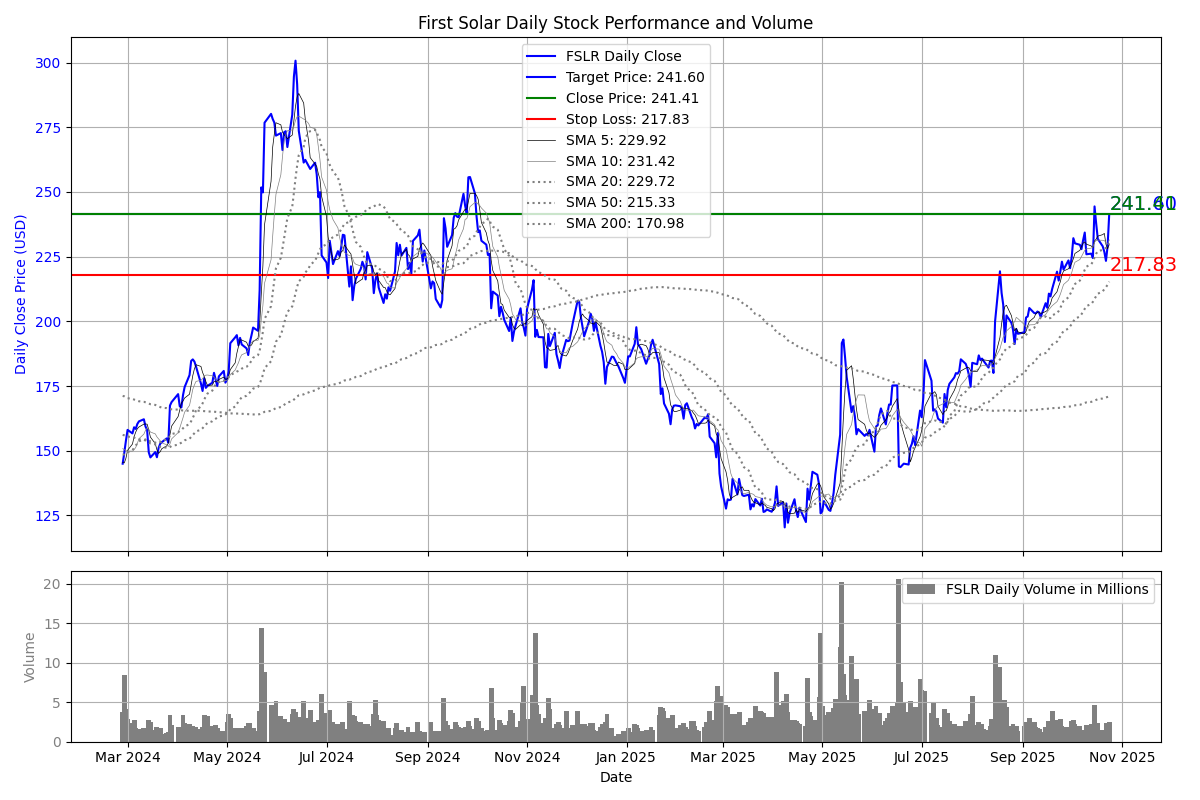 First Solar Daily Stock Performance and Volume
FSLR Daily Close
Target Price: 241.60
Close Price: 241.41
Stop Loss: 217.83
SMA 5: 229.92
SMA 10: 231.42
SMA 20: 229.72
SMA 50: 215.33
SMA 200: 170.98
300
275
250
225
200
175
150
125
Daily Close Price (USD)
241.60
241.41
217.83
FSLR Daily Volume in Millions
20
15
10
5
0
Volume
Mar 2024
May 2024
Jul 2024
Sep 2024
Nov 2024
Jan 2025
Mar 2025
May 2025
Jul 2025
Sep 2025
Nov 2025
Date